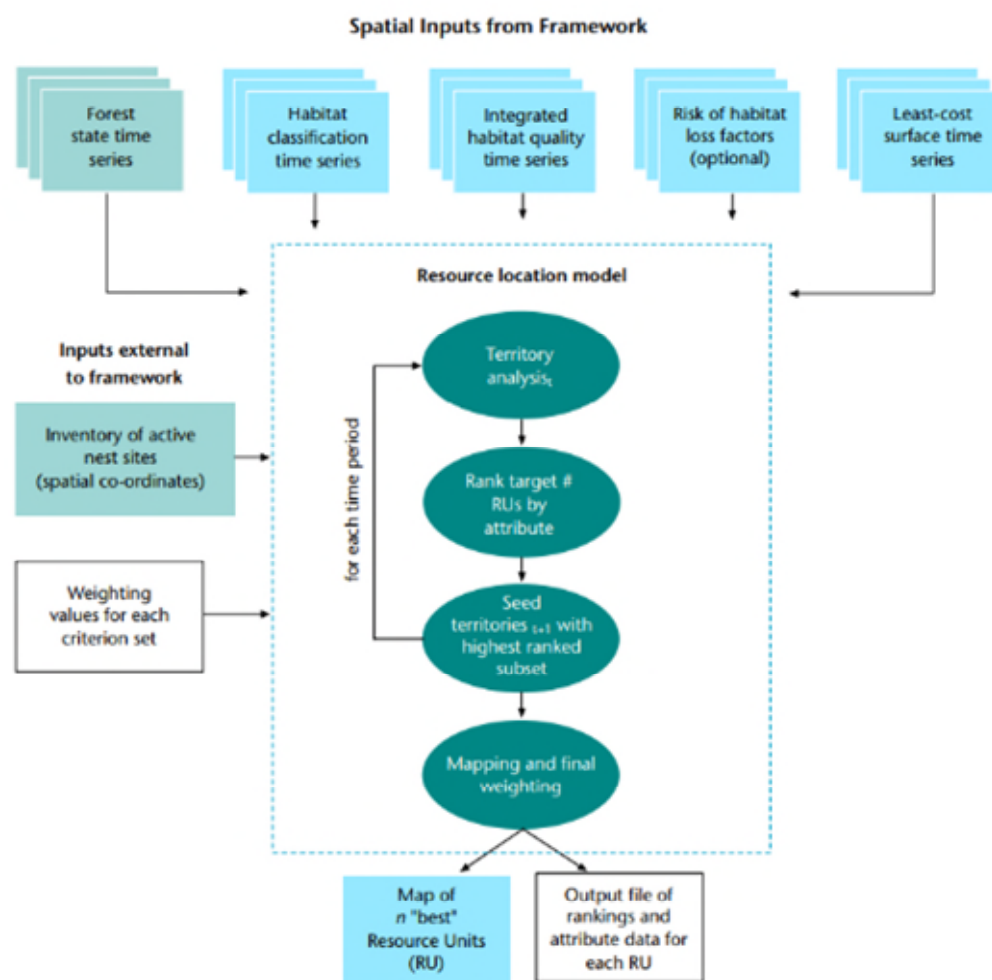 Spatial Inputs from Framework
Forest
state time
series
Habitat
classification
time series
Integrated
habitat quality
time series
Risk of habitat
loss factors
(optional)
Least-cost
surface time
series
Resource location model
Inputs external
to framework
Inventory of active
nest sites
(spatial co-ordinates)
Weighting
values for each
criterion set
for each time period
Territory
analysisₜ
Rank target #
RUs by
attribute
Seed
territories ₜ₊₁ with
highest ranked
subset
Mapping and final
weighting
Map of
n "best"
Resource Units
(RU)
Output file of
rankings and
attribute data for
each RU